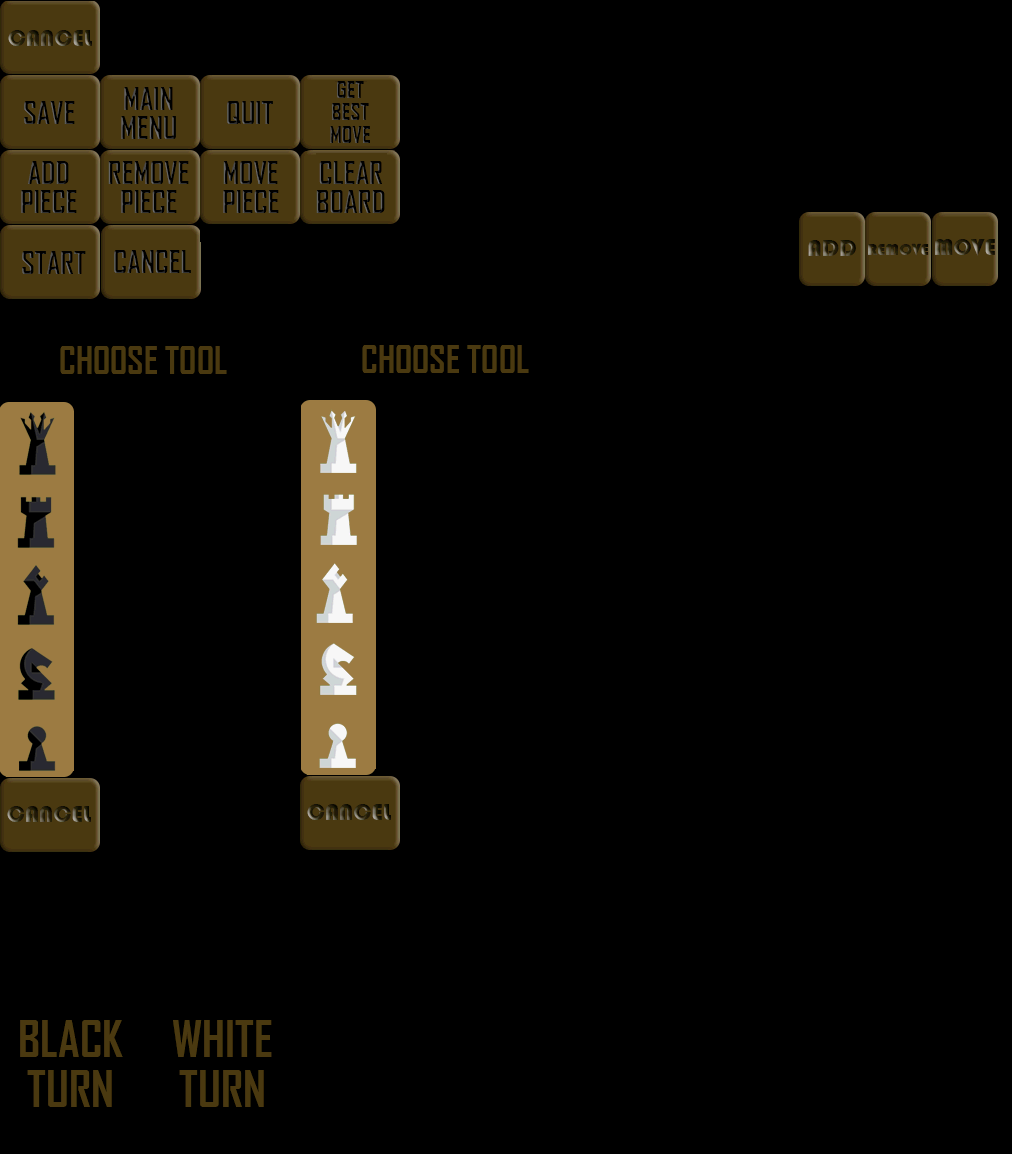 CANCEL
SAVE
MAIN
MENU
QUIT
GET
BEST
MOVE
ADD
PIECE
REMOVE
PIECE
MOVE
PIECE
CLEAR
BOARD
ADD
REMOVE
MOVE
START
CANCEL
CHOOSE TOOL
CHOOSE TOOL
CANCEL
CANCEL
BLACK
TURN
WHITE
TURN